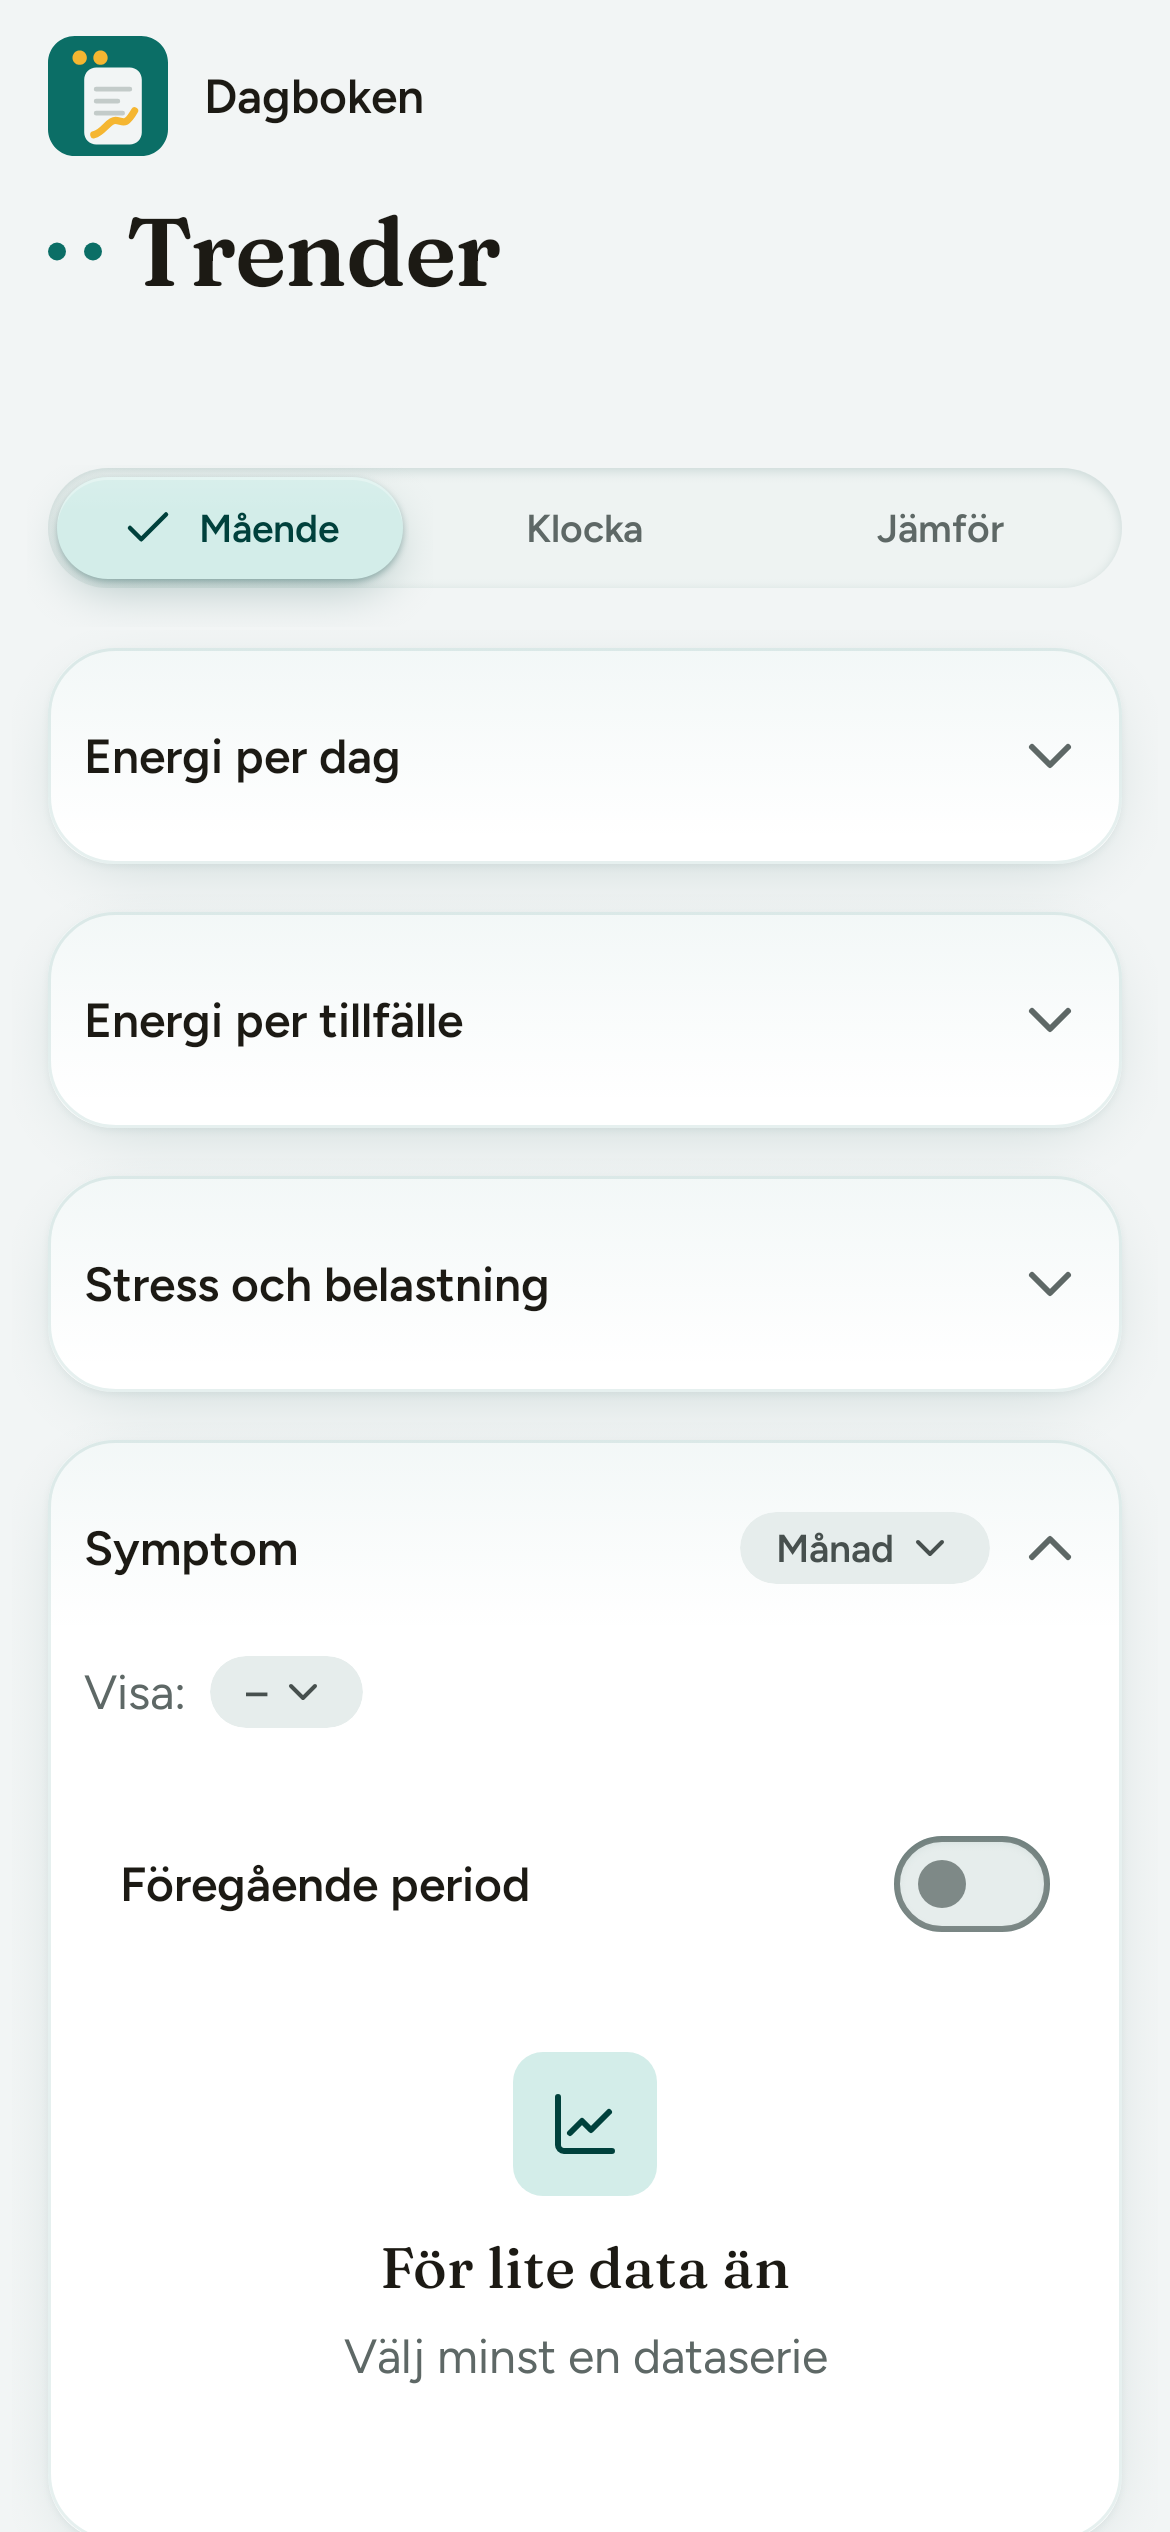 Dagboken
Trender
Mående
Klocka
Jämför
Energi per dag
Energi per tillfälle
Stress och belastning
Symptom
Månad
Visa:
–
Föregående period
För lite data än
Välj minst en dataserie